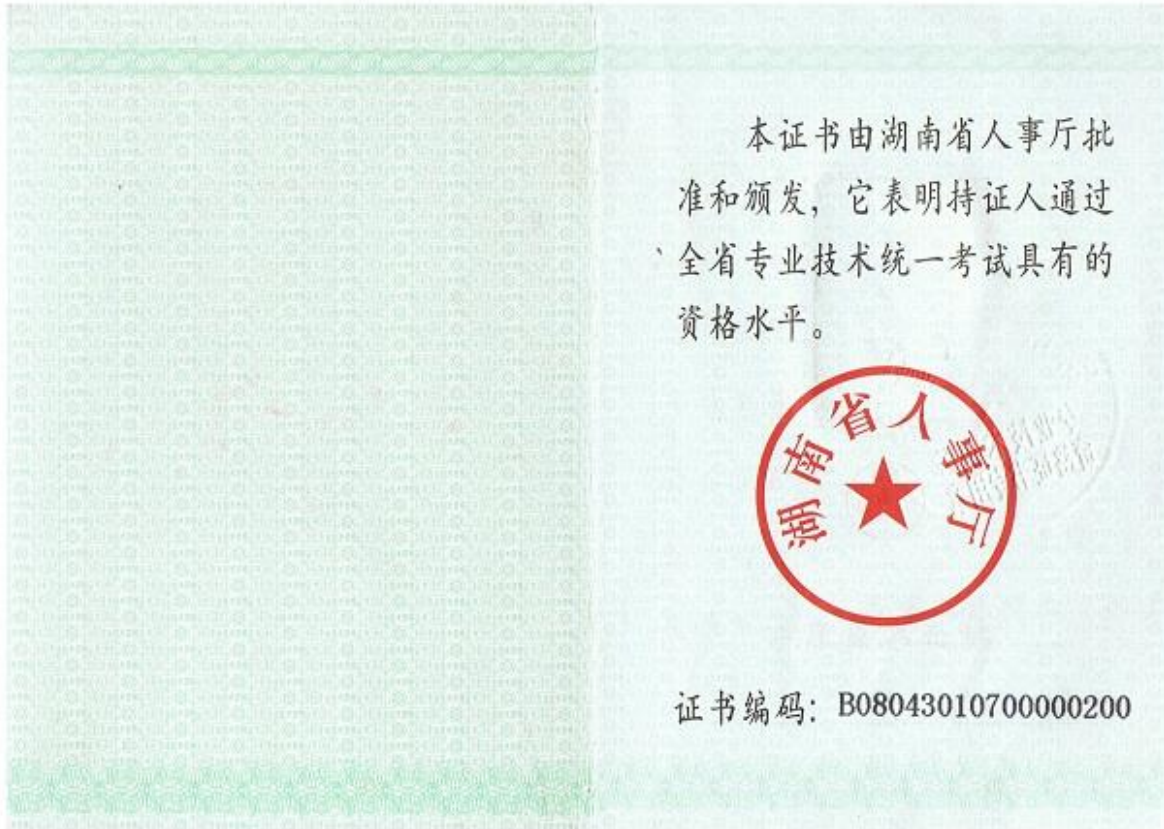 本证书由湖南省人事厅批
准和颁发，它表明持证人通过
全省专业技术统一考试具有的
资格水平。
湖南省人事厅
证书编码：B08043010700000200